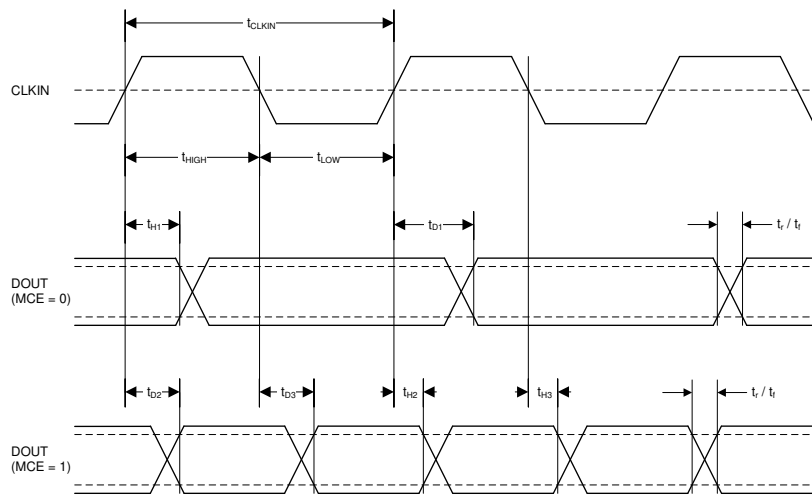 tCLKIN
CLKIN
tHIGH
tLOW
tH1
tD1
tr / tf
DOUT
(MCE = 0)
tD2
tD3
tH2
tH3
tr / tf
DOUT
(MCE = 1)